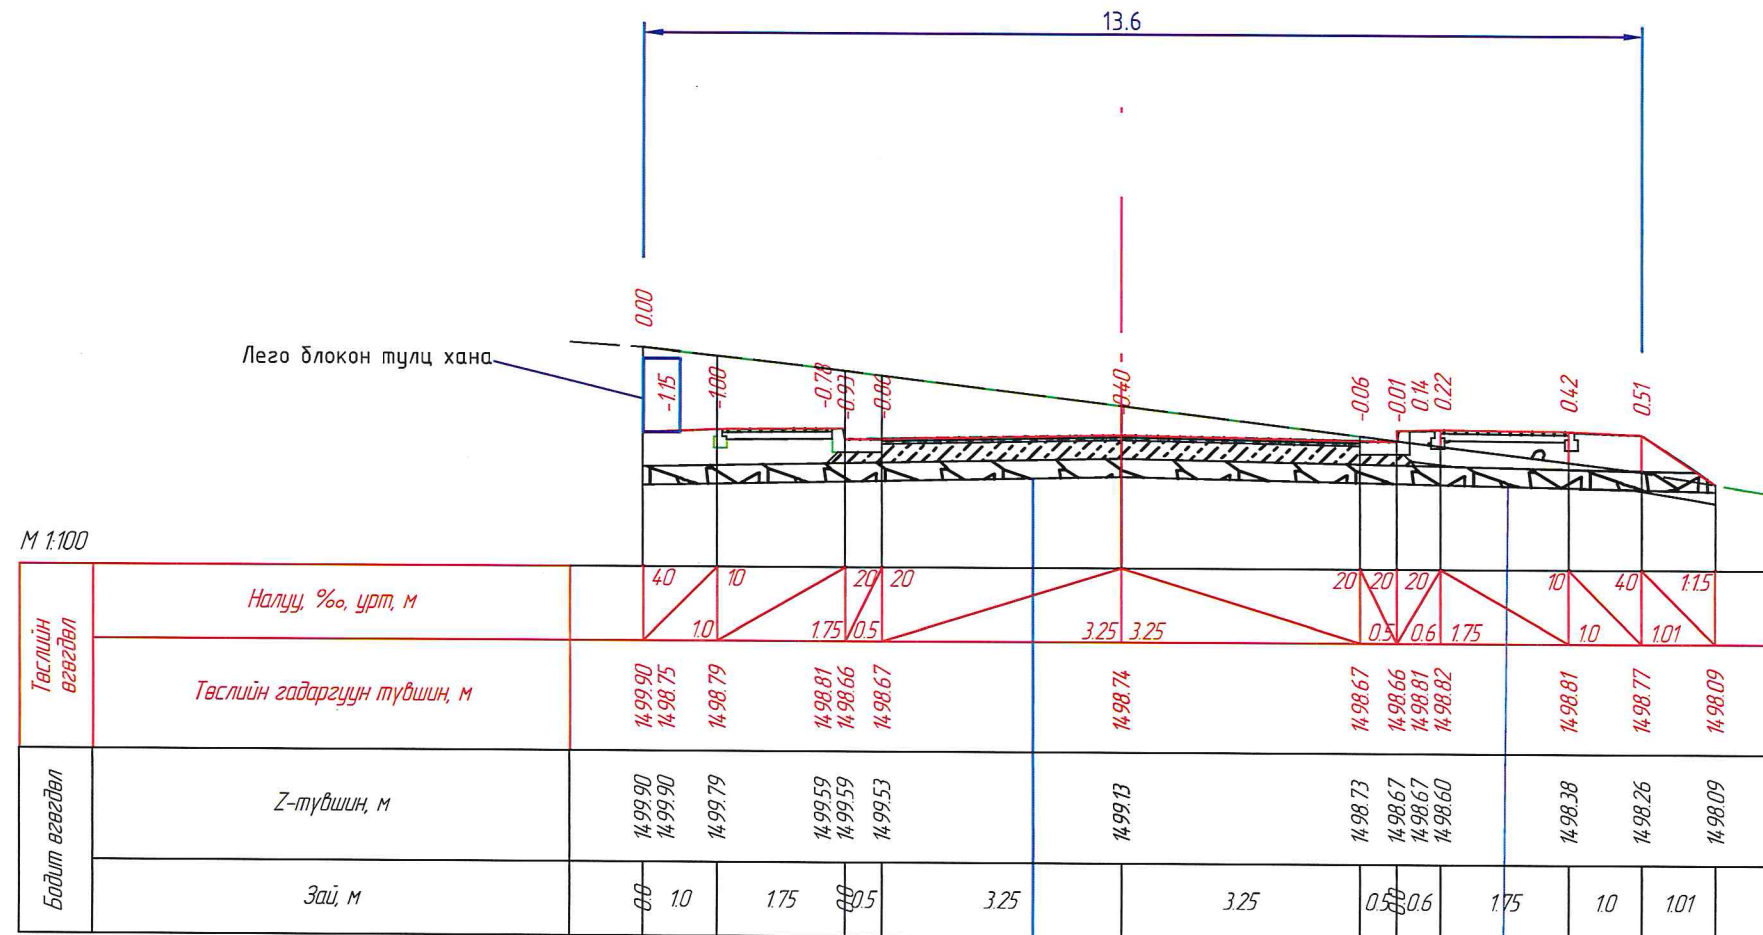 13.6
0.00
Лего блокон тулц хана
-1.15 -1.00 -0.78 -0.93 -0.86 -0.40 -0.06 -0.01 0.14 0.22 0.42 0.51
М 1:100
Төслийн өгөгдөл
Налуу, ‰, урт, м
40 10 20 20 20 20 20 10 40 1:1.5
1.0 1.75 0.5 3.25 3.25 0.5 0.6 1.75 1.0 1.01
Төслийн гадаргуун түвшин, м
1499.90 1498.75 1498.79 1498.81 1498.66 1498.67 1498.74 1498.67 1498.66 1498.81 1498.82 1498.81 1498.77 1498.09
Бодит өгөгдөл
Z-түвшин, м
1499.90 1499.90 1499.79 1499.59 1499.59 1499.53 1499.13 1498.73 1498.67 1498.67 1498.60 1498.38 1498.26 1498.09
Зай, м
0.0 1.0 1.75 0.0 0.5 3.25 3.25 0.5 0.0 0.6 1.75 1.0 1.01